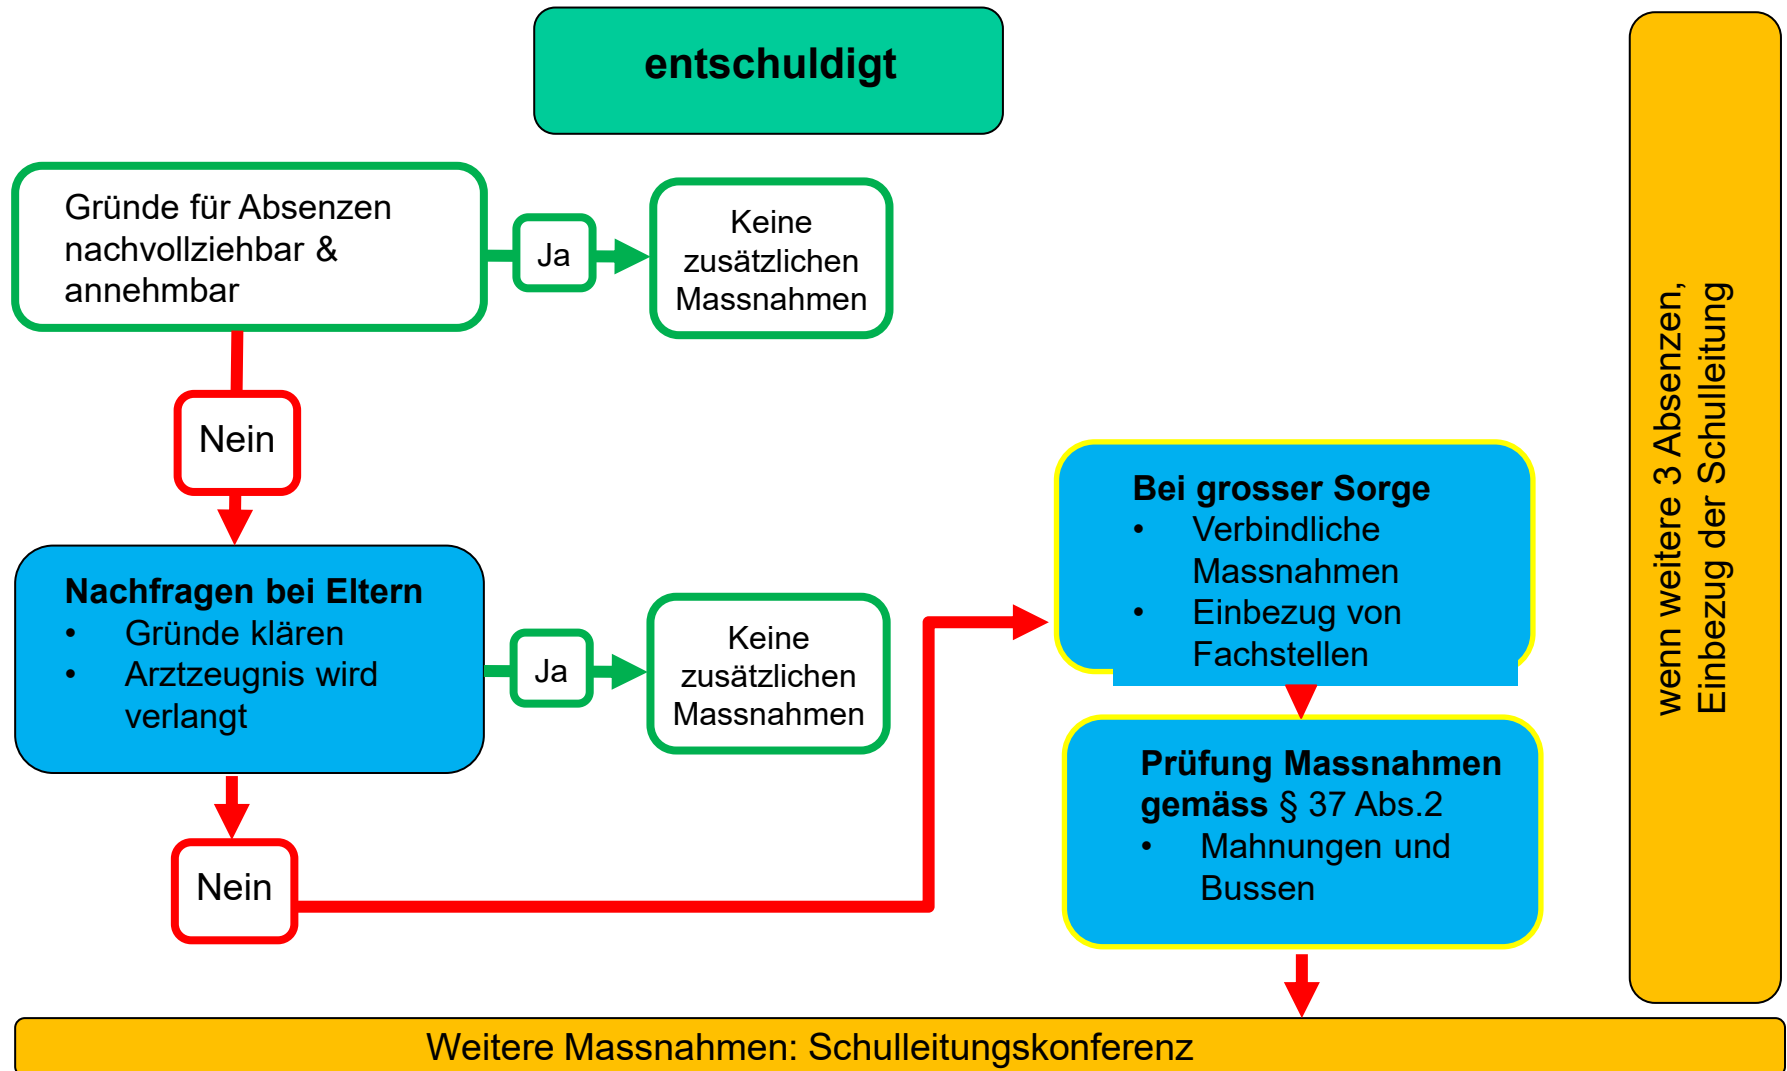 entschuldigt
Gründe für Absenzen
nachvollziehbar &
annehmbar
Ja
Keine
zusätzlichen
Massnahmen
Nein
Nachfragen bei Eltern
• Gründe klären
• Arztzeugnis wird
verlangt
Ja
Keine
zusätzlichen
Massnahmen
Nein
Bei grosser Sorge
• Verbindliche
Massnahmen
• Einbezug von
Fachstellen
Prüfung Massnahmen
gemäss § 37 Abs.2
• Mahnungen und
Bussen
wenn weitere 3 Absenzen,
Einbezug der Schulleitung
Weitere Massnahmen: Schulleitungskonferenz